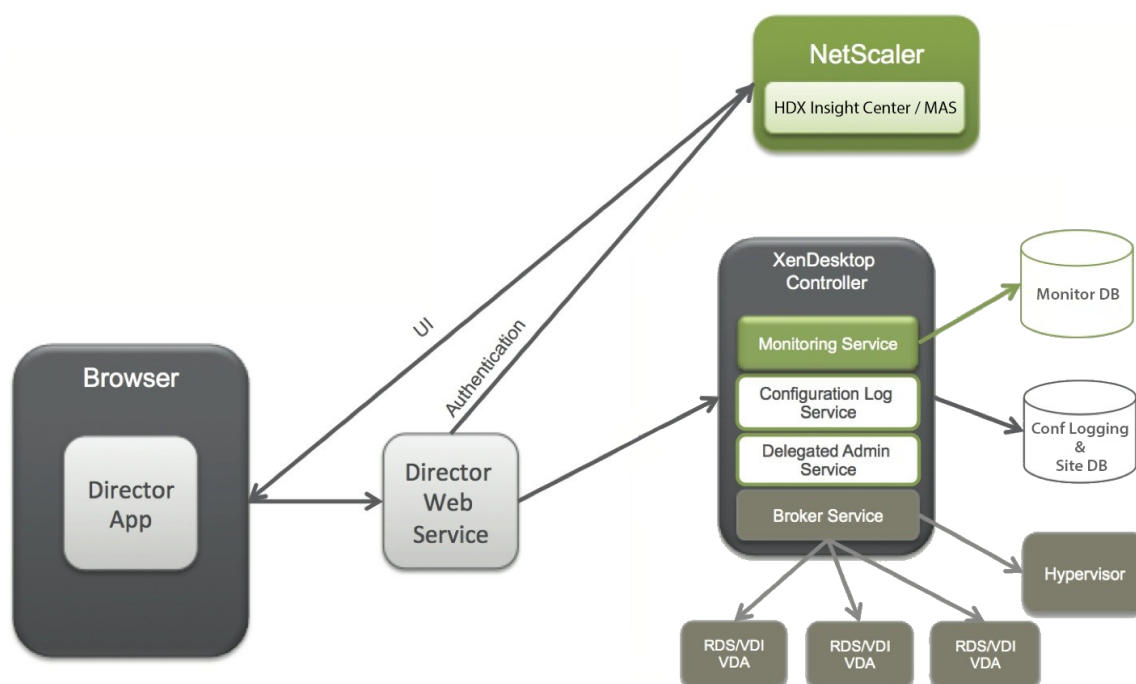 NetScaler
HDX Insight Center / MAS
UI
Authentication
XenDesktop
Controller
Monitor DB
Monitoring Service
Browser
Configuration Log
Service
Conf Logging
&
Site DB
Delegated Admin
Service
Director
App
Director
Web
Service
Broker Service
Hypervisor
RDS/VDI
VDA
RDS/VDI
VDA
RDS/VDI
VDA